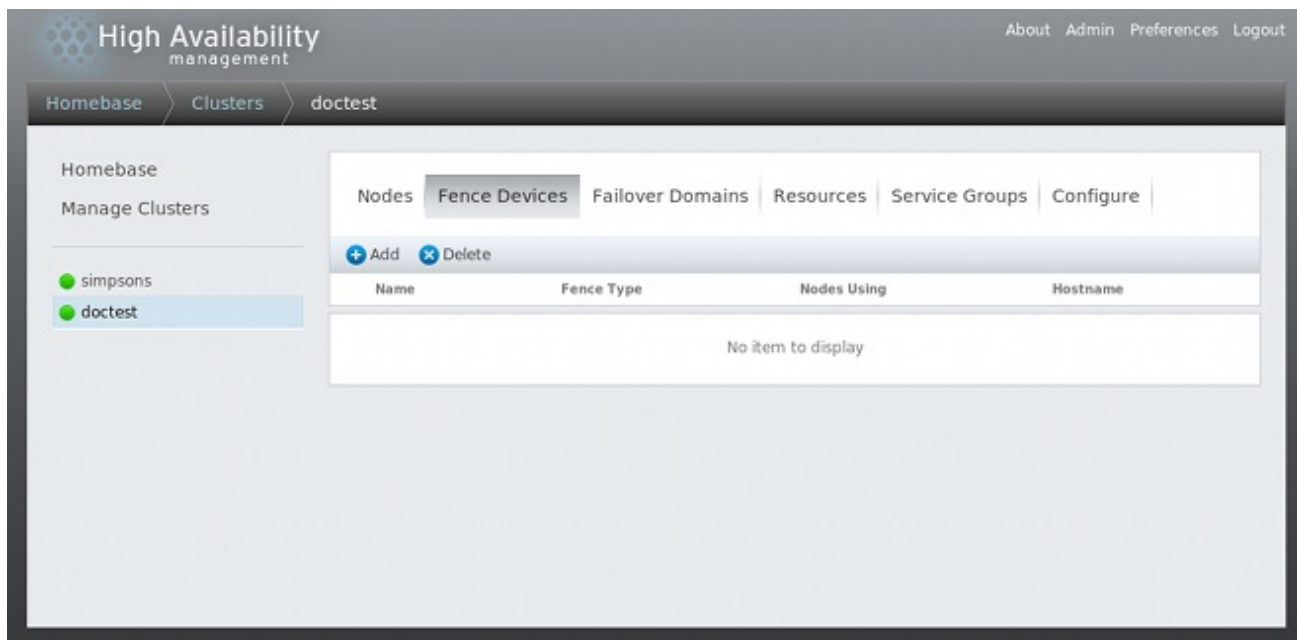 High Availability
management
About Admin Preferences Logout
Homebase Clusters doctest
Homebase
Manage Clusters
simpsons
doctest
Nodes Fence Devices Failover Domains Resources Service Groups Configure
Add Delete
Name Fence Type Nodes Using Hostname
No item to display